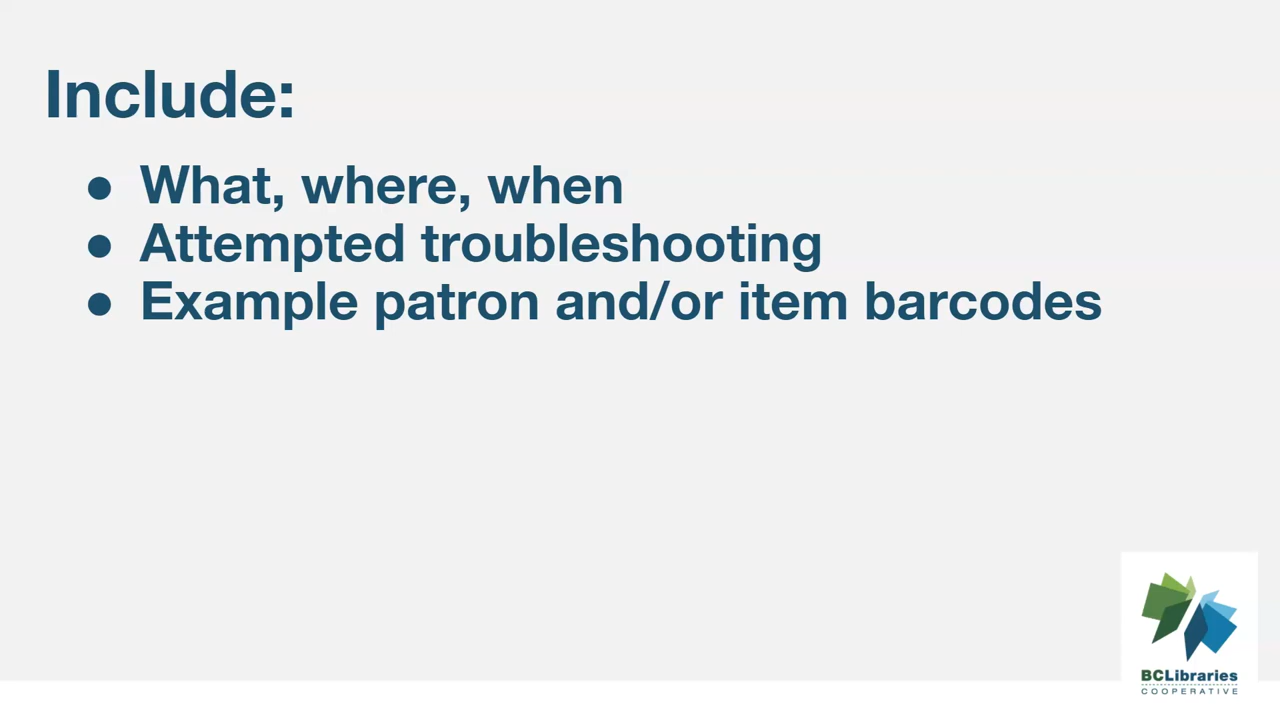 Include:
● What, where, when
● Attempted troubleshooting
● Example patron and/or item barcodes
BCLibraries
COOPERATIVE